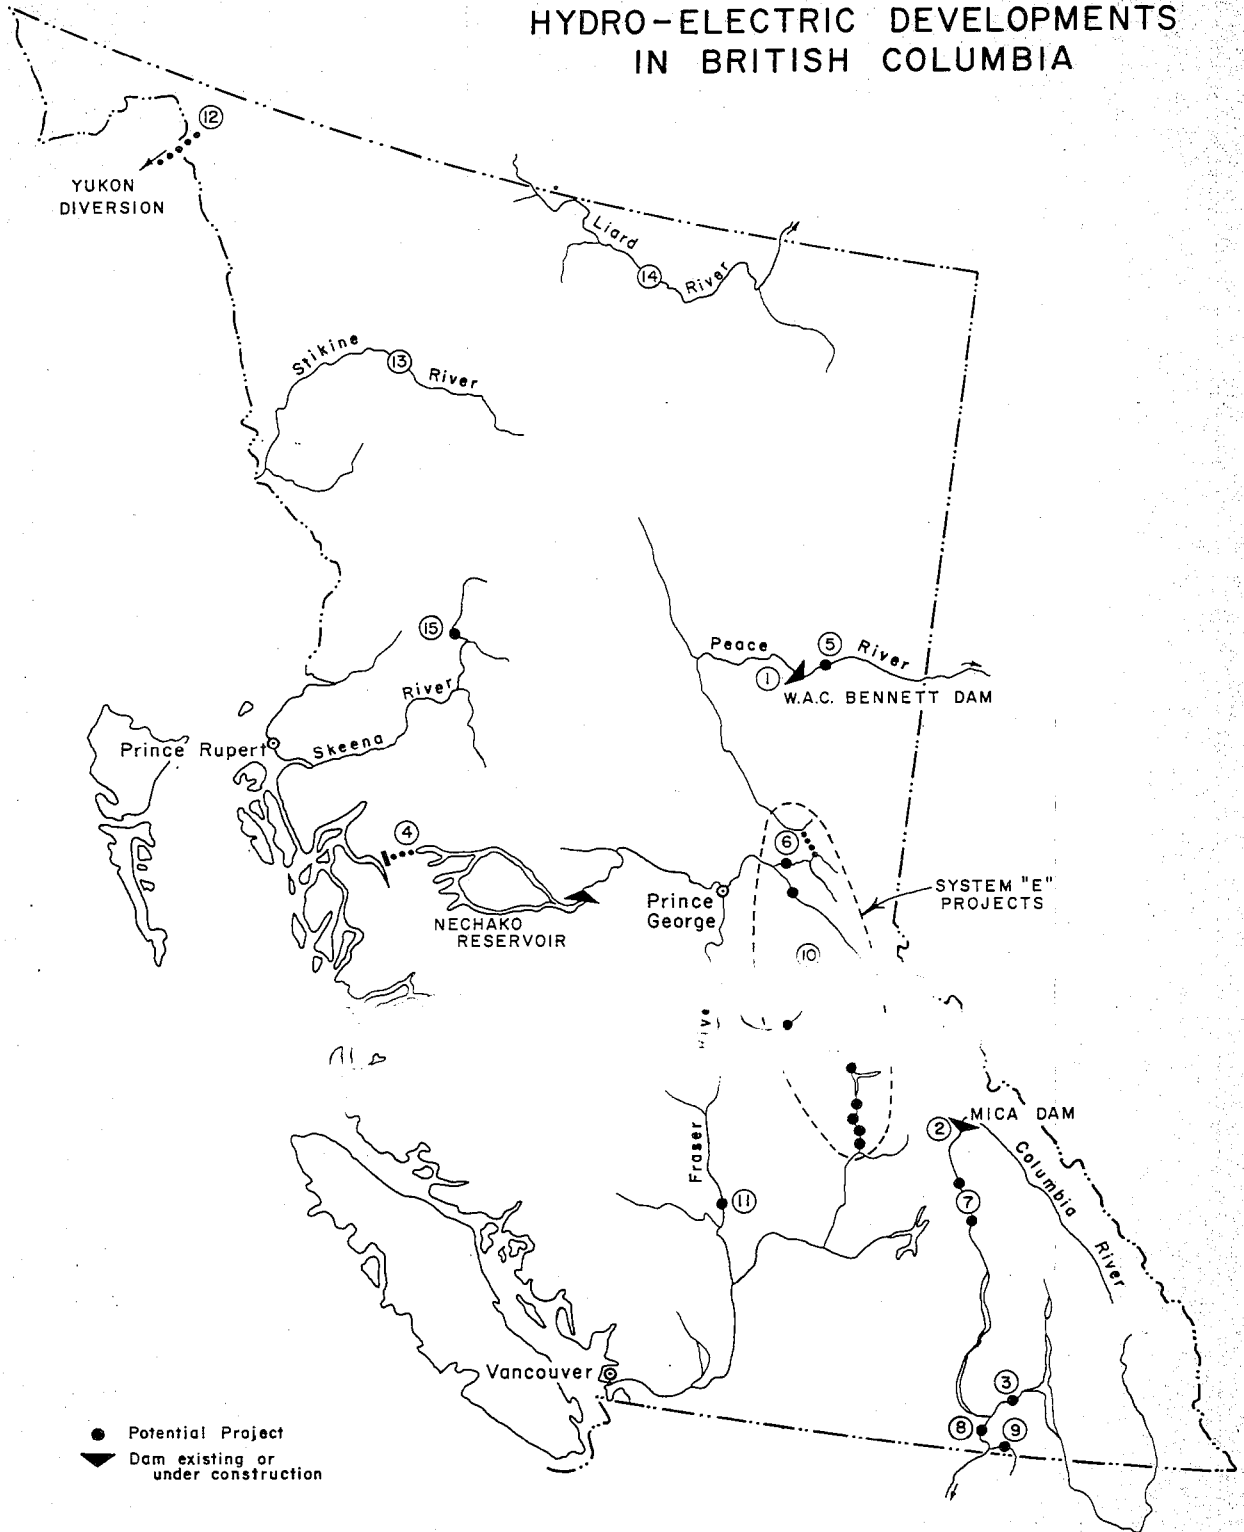 HYDRO-ELECTRIC DEVELOPMENTS
IN BRITISH COLUMBIA
12
YUKON
DIVERSION
Liard
River
14
Stikine
River
13
15
Peace
River
5
1
W.A.C. BENNETT DAM
River
Skeena
Prince Rupert
4
6
SYSTEM "E"
PROJECTS
Prince
George
NECHAKO
RESERVOIR
10
MICA DAM
2
Columbia
River
Fraser
11
7
Vancouver
3
8
9
Potential Project
Dam existing or
under construction